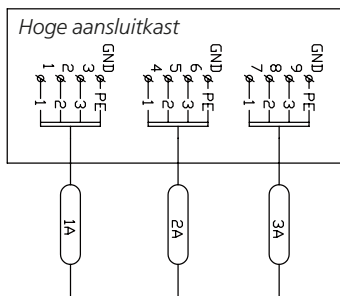 Hoge aansluitkast
1 2 3 GND
1 2 3 PE
4 5 6 GND
1 2 3 PE
7 8 9 GND
1 2 3 PE
1A
2A
3A